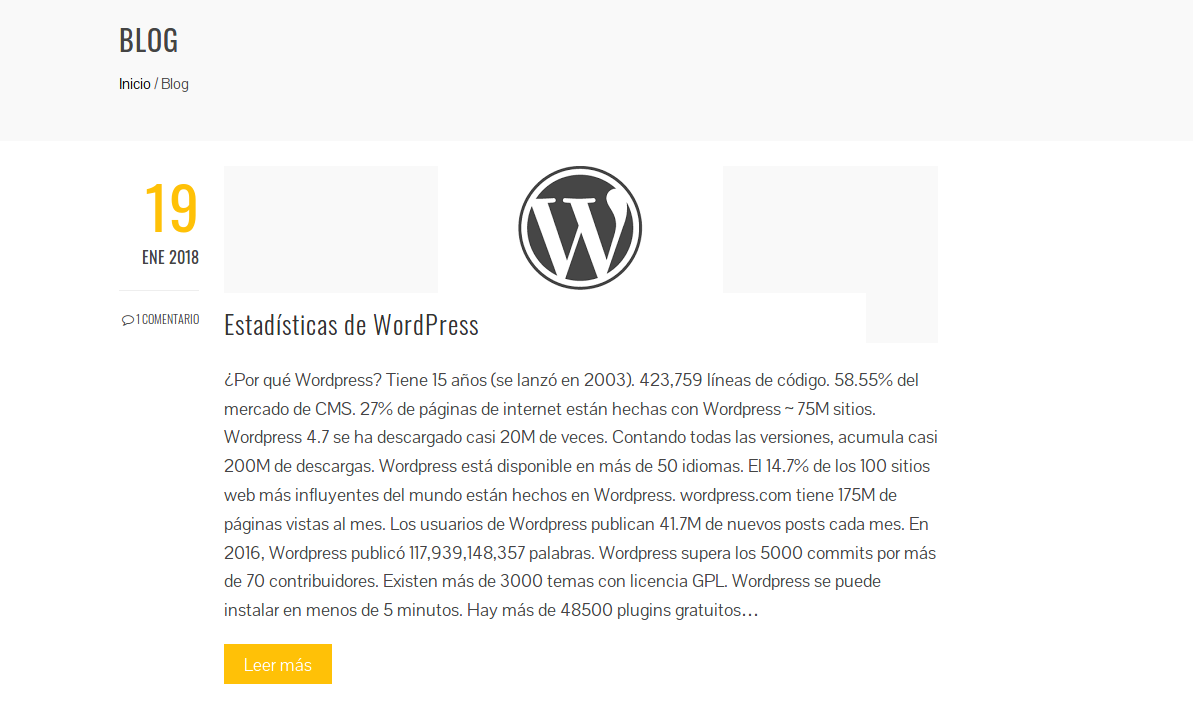 BLOG
Inicio / Blog
19
ENE 2018
1 COMENTARIO
Estadísticas de WordPress
¿Por qué Wordpress? Tiene 15 años (se lanzó en 2003). 423,759 líneas de código. 58.55% del
mercado de CMS. 27% de páginas de internet están hechas con Wordpress ~ 75M sitios.
Wordpress 4.7 se ha descargado casi 20M de veces. Contando todas las versiones, acumula casi
200M de descargas. Wordpress está disponible en más de 50 idiomas. El 14.7% de los 100 sitios
web más influyentes del mundo están hechos en Wordpress. wordpress.com tiene 175M de
páginas vistas al mes. Los usuarios de Wordpress publican 41.7M de nuevos posts cada mes. En
2016, Wordpress publicó 117,939,148,357 palabras. Wordpress supera los 5000 commits por más
de 70 contribuidores. Existen más de 3000 temas con licencia GPL. Wordpress se puede
instalar en menos de 5 minutos. Hay más de 48500 plugins gratuitos…
Leer más